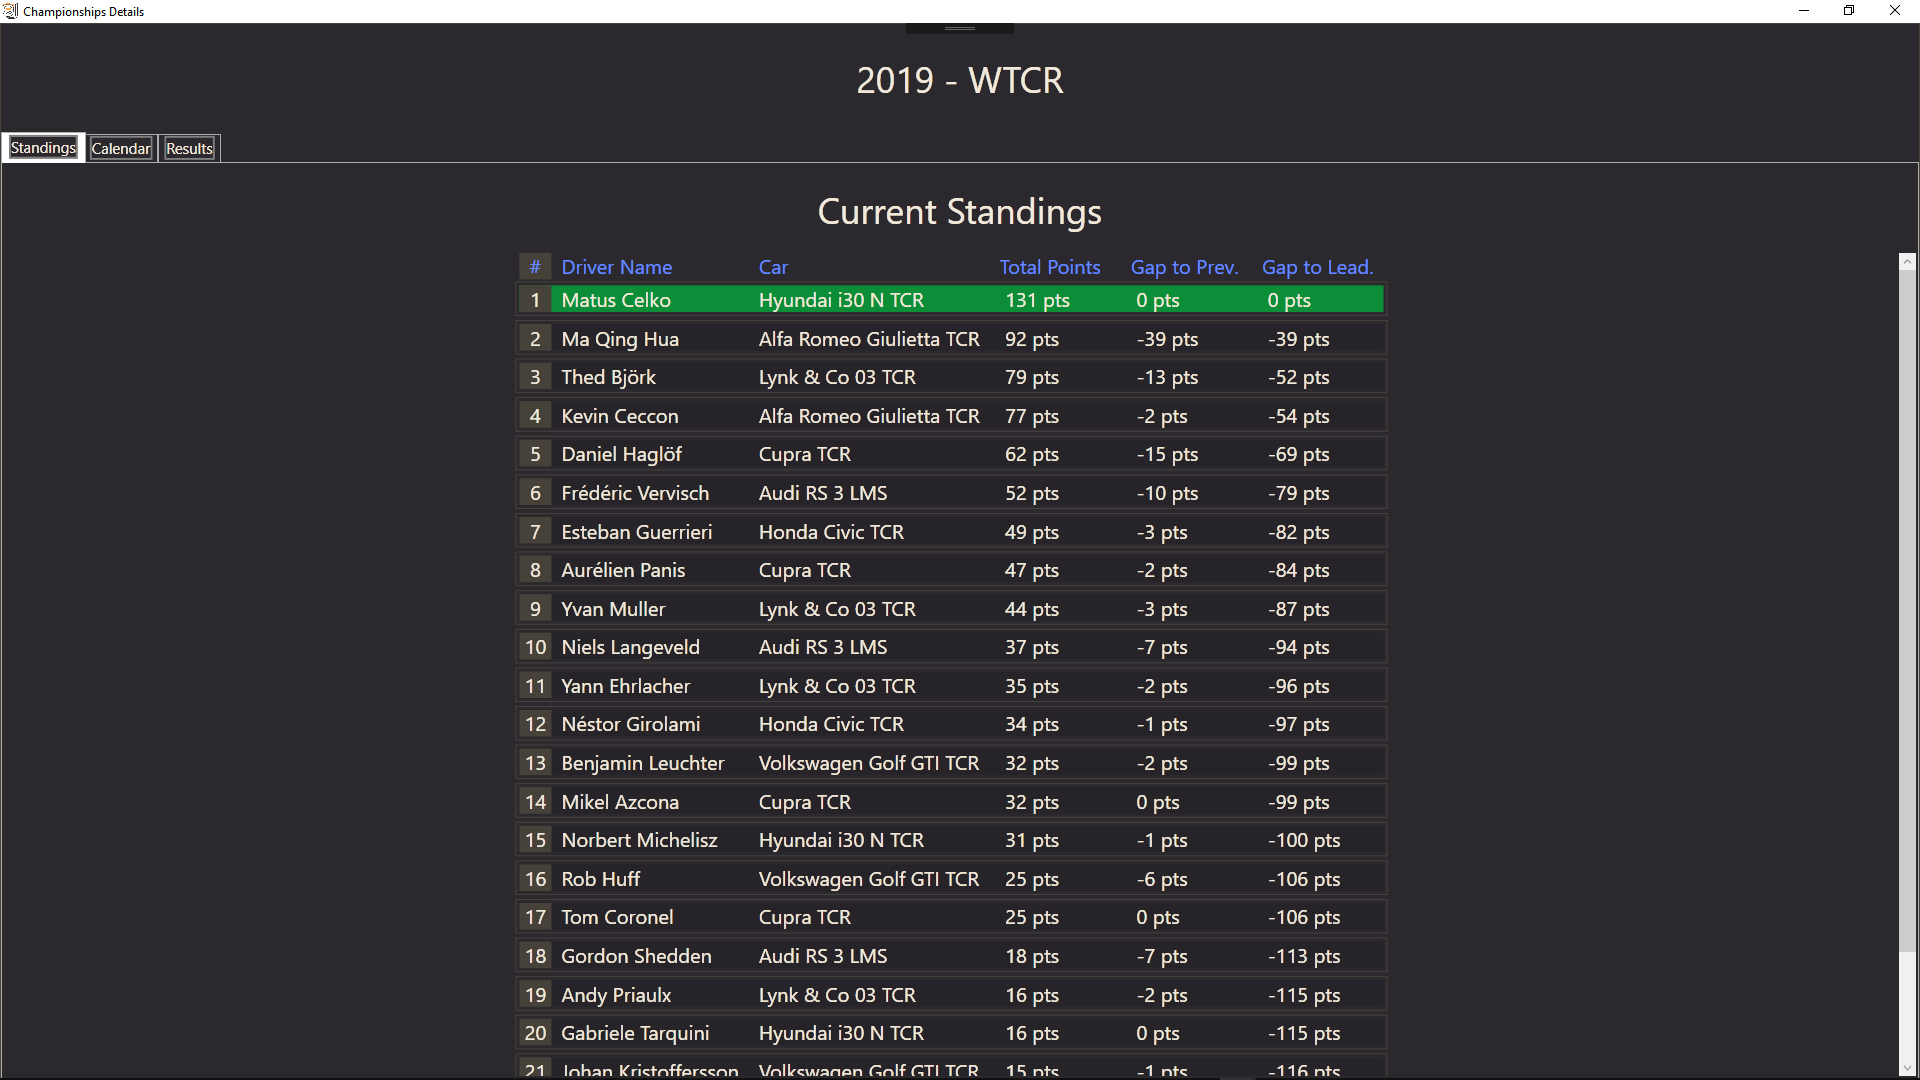 Championships Details
2019 - WTCR
Standings Calendar Results
Current Standings
# Driver Name Car Total Points Gap to Prev. Gap to Lead.
1 Matus Celko Hyundai i30 N TCR 131 pts 0 pts 0 pts
2 Ma Qing Hua Alfa Romeo Giulietta TCR 92 pts -39 pts -39 pts
3 Thed Björk Lynk & Co 03 TCR 79 pts -13 pts -52 pts
4 Kevin Ceccon Alfa Romeo Giulietta TCR 77 pts -2 pts -54 pts
5 Daniel Haglöf Cupra TCR 62 pts -15 pts -69 pts
6 Frédéric Vervisch Audi RS 3 LMS 52 pts -10 pts -79 pts
7 Esteban Guerrieri Honda Civic TCR 49 pts -3 pts -82 pts
8 Aurélien Panis Cupra TCR 47 pts -2 pts -84 pts
9 Yvan Muller Lynk & Co 03 TCR 44 pts -3 pts -87 pts
10 Niels Langeveld Audi RS 3 LMS 37 pts -7 pts -94 pts
11 Yann Ehrlacher Lynk & Co 03 TCR 35 pts -2 pts -96 pts
12 Néstor Girolami Honda Civic TCR 34 pts -1 pts -97 pts
13 Benjamin Leuchter Volkswagen Golf GTI TCR 32 pts -2 pts -99 pts
14 Mikel Azcona Cupra TCR 32 pts 0 pts -99 pts
15 Norbert Michelisz Hyundai i30 N TCR 31 pts -1 pts -100 pts
16 Rob Huff Volkswagen Golf GTI TCR 25 pts -6 pts -106 pts
17 Tom Coronel Cupra TCR 25 pts 0 pts -106 pts
18 Gordon Shedden Audi RS 3 LMS 18 pts -7 pts -113 pts
19 Andy Priaulx Lynk & Co 03 TCR 16 pts -2 pts -115 pts
20 Gabriele Tarquini Hyundai i30 N TCR 16 pts 0 pts -115 pts
21 Johan Kristoffersson Volkswagen Golf GTI TCR 15 pts -1 pts -116 pts